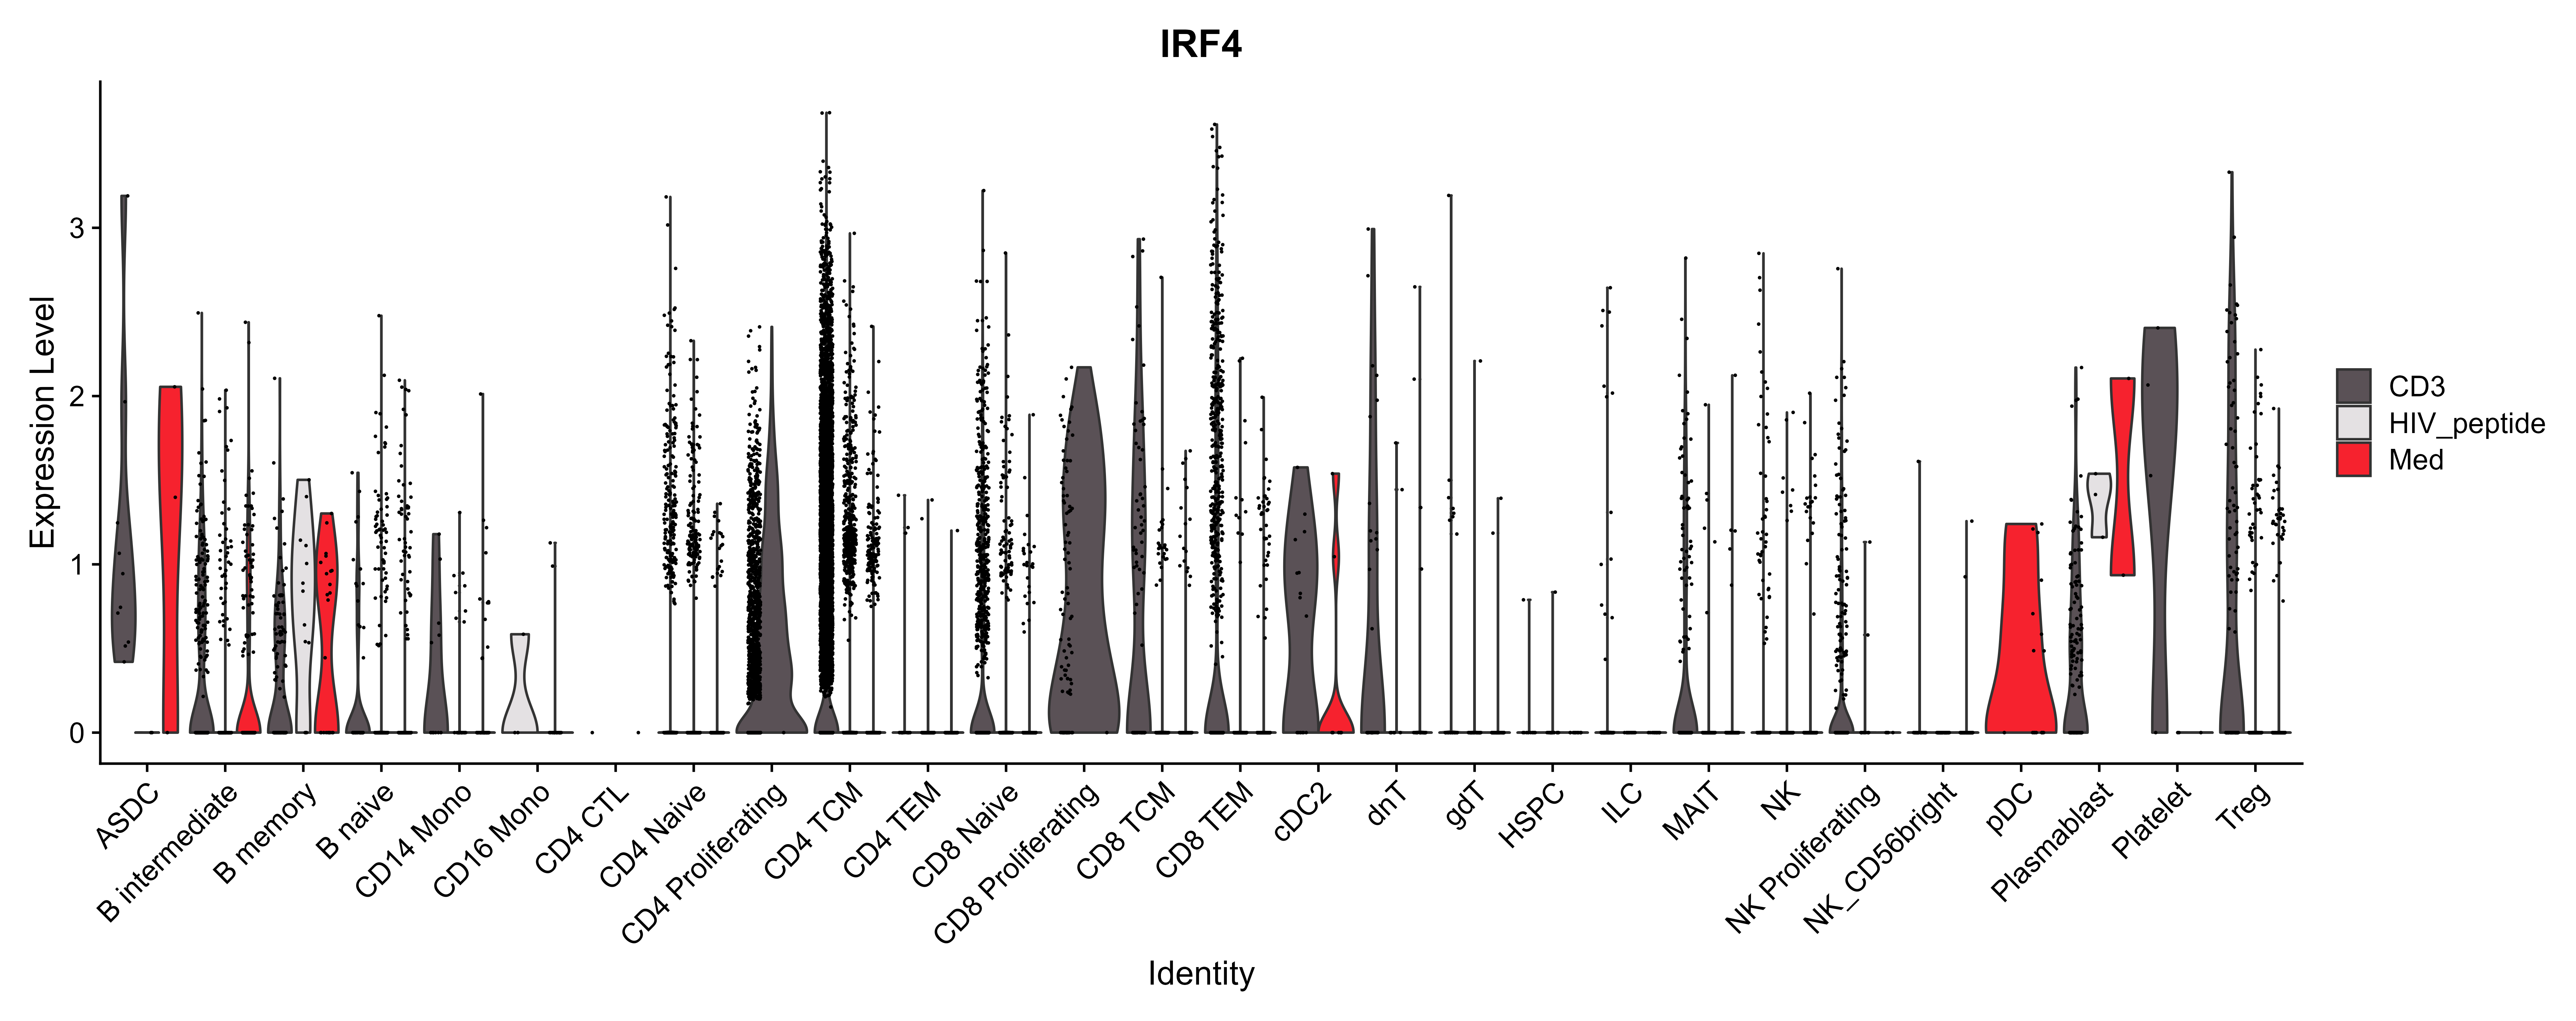 IRF4
Expression Level
3
2
1
0
CD3
HIV_peptide
Med
ASDC
B intermediate
B memory
B naive
CD14 Mono
CD16 Mono
CD4 CTL
CD4 Naive
CD4 Proliferating
CD4 TCM
CD4 TEM
CD8 Naive
CD8 Proliferating
CD8 TCM
CD8 TEM
cDC2
dnT
gdT
HSPC
ILC
MAIT
NK
NK Proliferating
NK_CD56bright
pDC
Plasmablast
Platelet
Treg
Identity